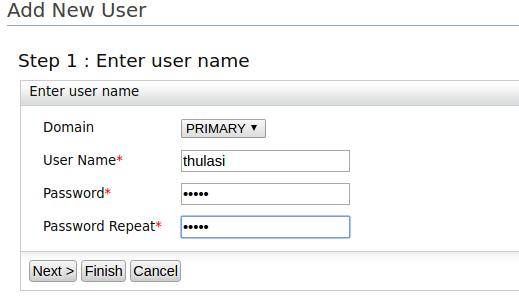 Add New User
Step 1 : Enter user name
Enter user name
Domain PRIMARY
User Name* thulasi
Password* •••••
Password Repeat* •••••
Next > Finish Cancel